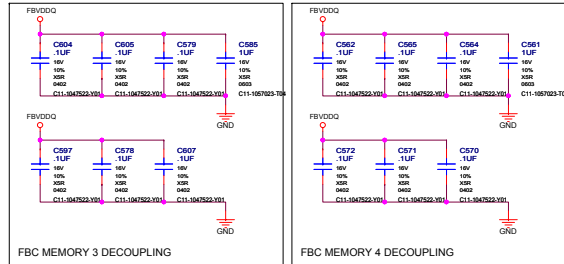 FBVDDQ
C604
.1UF
16V
10%
X5R
0402
C11-1047522-Y01
C605
.1UF
16V
10%
X5R
0402
C11-1047522-Y01
C579
.1UF
16V
10%
X5R
0402
C11-1047522-Y01
C585
1UF
16V
10%
X5R
0603
C11-1057023-T04
GND
FBVDDQ
C597
.1UF
16V
10%
X5R
0402
C11-1047522-Y01
C578
.1UF
16V
10%
X5R
0402
C11-1047522-Y01
C607
.1UF
16V
10%
X5R
0402
C11-1047522-Y01
GND
FBC MEMORY 3 DECOUPLING
FBVDDQ
C562
.1UF
16V
10%
X5R
0402
C11-1047522-Y01
C565
.1UF
16V
10%
X5R
0402
C11-1047522-Y01
C564
.1UF
16V
10%
X5R
0402
C11-1047522-Y01
C561
1UF
16V
10%
X5R
0603
C11-1057023-T0
GND
FBVDDQ
C572
.1UF
16V
10%
X5R
0402
C11-1047522-Y01
C571
.1UF
16V
10%
X5R
0402
C11-1047522-Y01
C570
.1UF
16V
10%
X5R
0402
C11-1047522-Y01
GND
FBC MEMORY 4 DECOUPLING